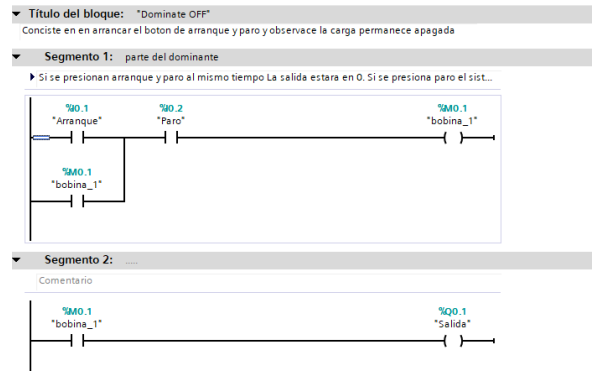 Título del bloque: "Dominate OFF"
Conciste en en arrancar el boton de arranque y paro y observace la carga permanece apagada
Segmento 1: parte del dominante
Si se presionan arranque y paro al mismo tiempo La salida estara en 0. Si se presiona paro el sist...
%I0.1 %I0.2 %M0.1
"Arranque" "Paro" "bobina_1"
%M0.1
"bobina_1"
Segmento 2: .....
Comentario
%M0.1 %Q0.1
"bobina_1" "Salida"